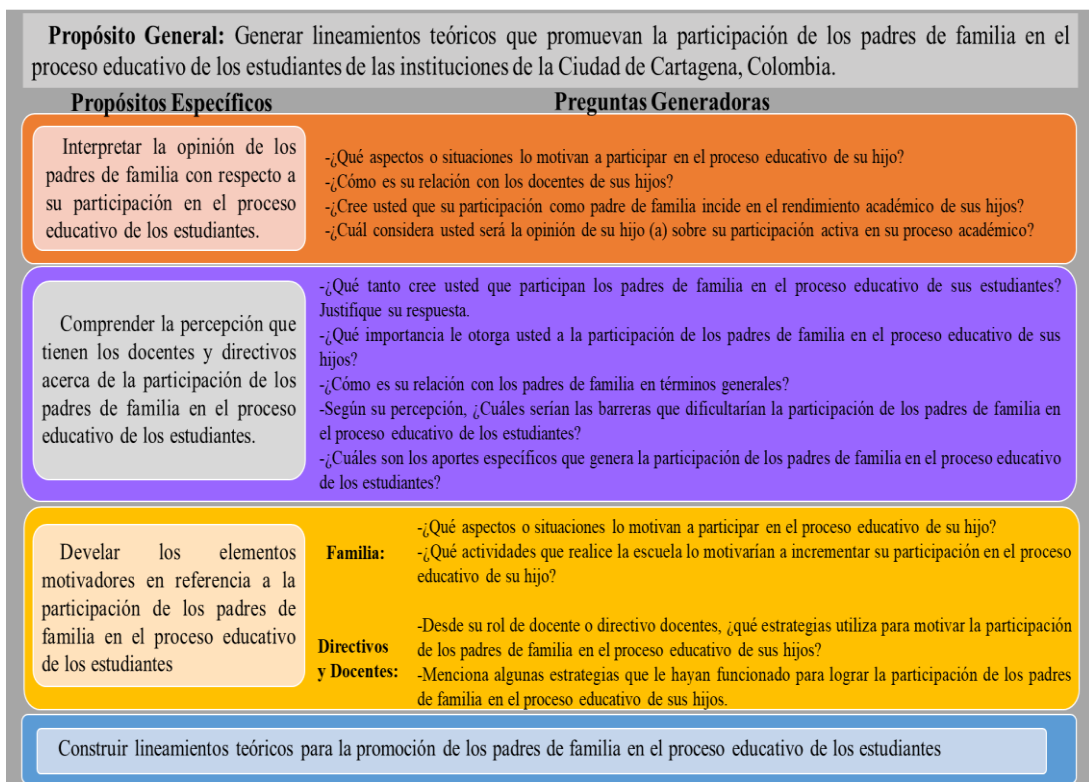 Propósito General: Generar lineamientos teóricos que promuevan la participación de los padres de familia en el
proceso educativo de los estudiantes de las instituciones de la Ciudad de Cartagena, Colombia.
Propósitos Específicos
Preguntas Generadoras
Interpretar la opinión de los
padres de familia con respecto a
su participación en el proceso
educativo de los estudiantes.
-¿Qué aspectos o situaciones lo motivan a participar en el proceso educativo de su hijo?
-¿Cómo es su relación con los docentes de sus hijos?
-¿Cree usted que su participación como padre de familia incide en el rendimiento académico de sus hijos?
-¿Cuál considera usted será la opinión de su hijo (a) sobre su participación activa en su proceso académico?
Comprender la percepción que
tienen los docentes y directivos
acerca de la participación de los
padres de familia en el proceso
educativo de los estudiantes.
-¿Qué tanto cree usted que participan los padres de familia en el proceso educativo de sus estudiantes?
Justifique su respuesta.
-¿Qué importancia le otorga usted a la participación de los padres de familia en el proceso educativo de sus
hijos?
-¿Cómo es su relación con los padres de familia en términos generales?
-Según su percepción, ¿Cuáles serían las barreras que dificultarían la participación de los padres de familia en
el proceso educativo de los estudiantes?
-¿Cuáles son los aportes específicos que genera la participación de los padres de familia en el proceso educativo
de los estudiantes?
Develar los elementos
motivadores en referencia a la
participación de los padres de
familia en el proceso educativo
de los estudiantes
Familia:
-¿Qué aspectos o situaciones lo motivan a participar en el proceso educativo de su hijo?
-¿Qué actividades que realice la escuela lo motivarían a incrementar su participación en el proceso
educativo de su hijo?
Directivos
y Docentes:
-Desde su rol de docente o directivo docentes, ¿qué estrategias utiliza para motivar la participación
de los padres de familia en el proceso educativo de sus hijos?
-Menciona algunas estrategias que le hayan funcionado para lograr la participación de los padres
de familia en el proceso educativo de sus hijos.
Construir lineamientos teóricos para la promoción de los padres de familia en el proceso educativo de los estudiantes